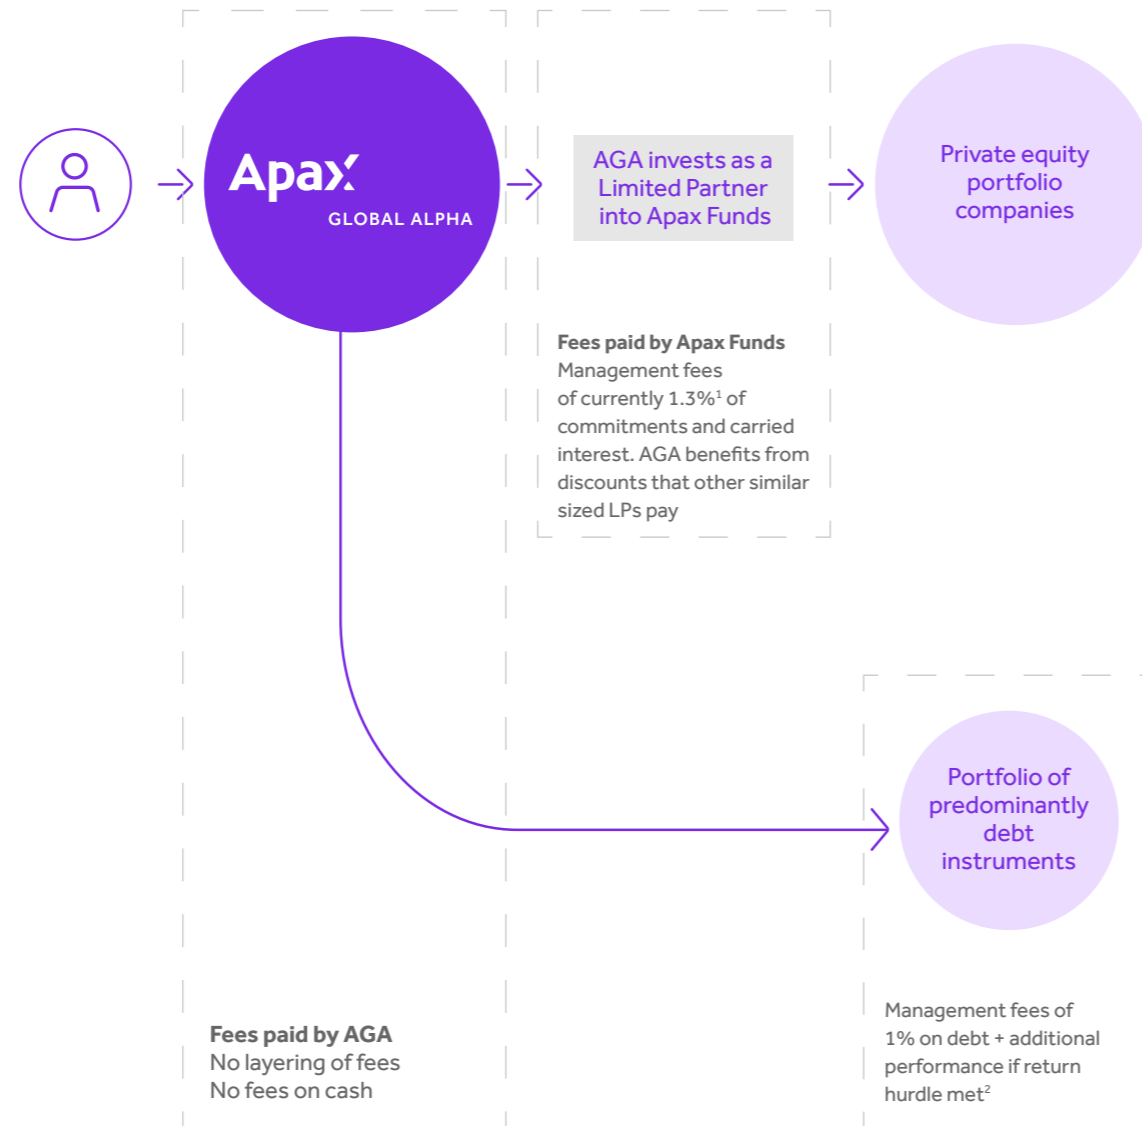 Apax
GLOBAL ALPHA
AGA invests as a
Limited Partner
into Apax Funds
Private equity
portfolio
companies
Fees paid by Apax Funds
Management fees
of currently 1.3%¹ of
commitments and carried
interest. AGA benefits from
discounts that other similar
sized LPs pay
Portfolio of
predominantly
debt
instruments
Fees paid by AGA
No layering of fees
No fees on cash
Management fees of
1% on debt + additional
performance if return
hurdle met²